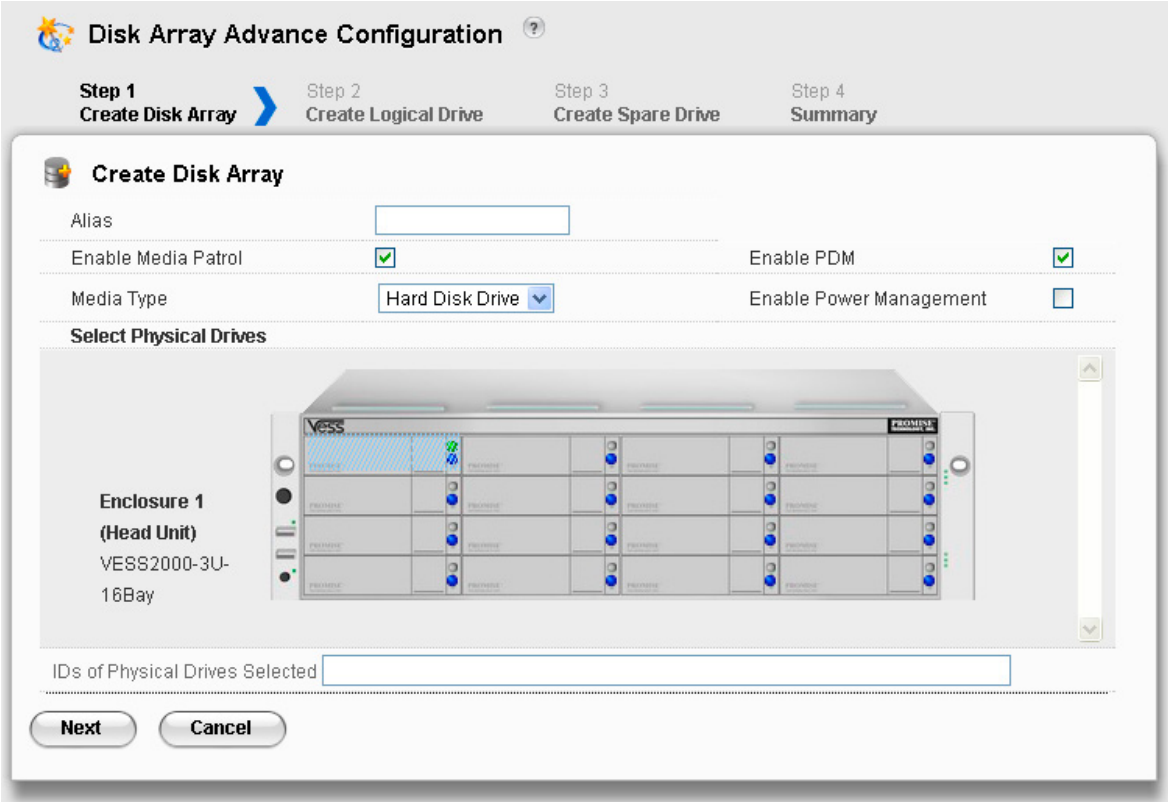 Disk Array Advance Configuration ?
Step 1 Step 2 Step 3 Step 4
Create Disk Array Create Logical Drive Create Spare Drive Summary
Create Disk Array
Alias
Enable Media Patrol Enable PDM
Media Type Hard Disk Drive Enable Power Management
Select Physical Drives
Vess PROMISE
Enclosure 1
(Head Unit)
VESS2000-3U-
16Bay
IDs of Physical Drives Selected
Next Cancel